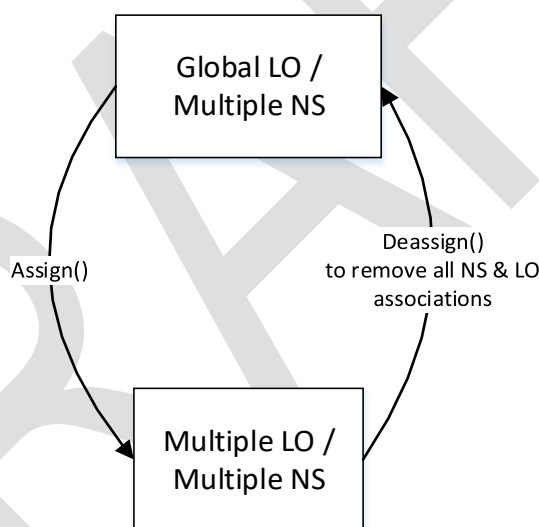 Global LO /
Multiple NS
Assign()
Deassign()
to remove all NS & LO
associations
Multiple LO /
Multiple NS